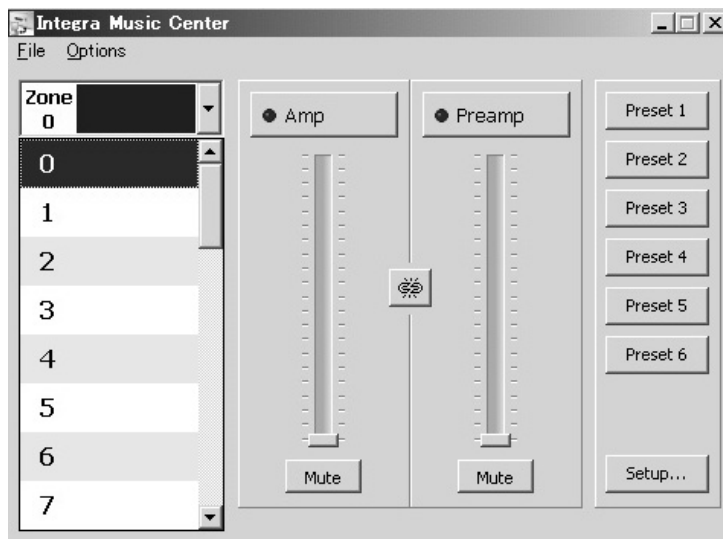 Integra Music Center
File Options
Zone
0
0
1
2
3
4
5
6
7
Amp
Mute
Preamp
Mute
Preset 1
Preset 2
Preset 3
Preset 4
Preset 5
Preset 6
Setup...